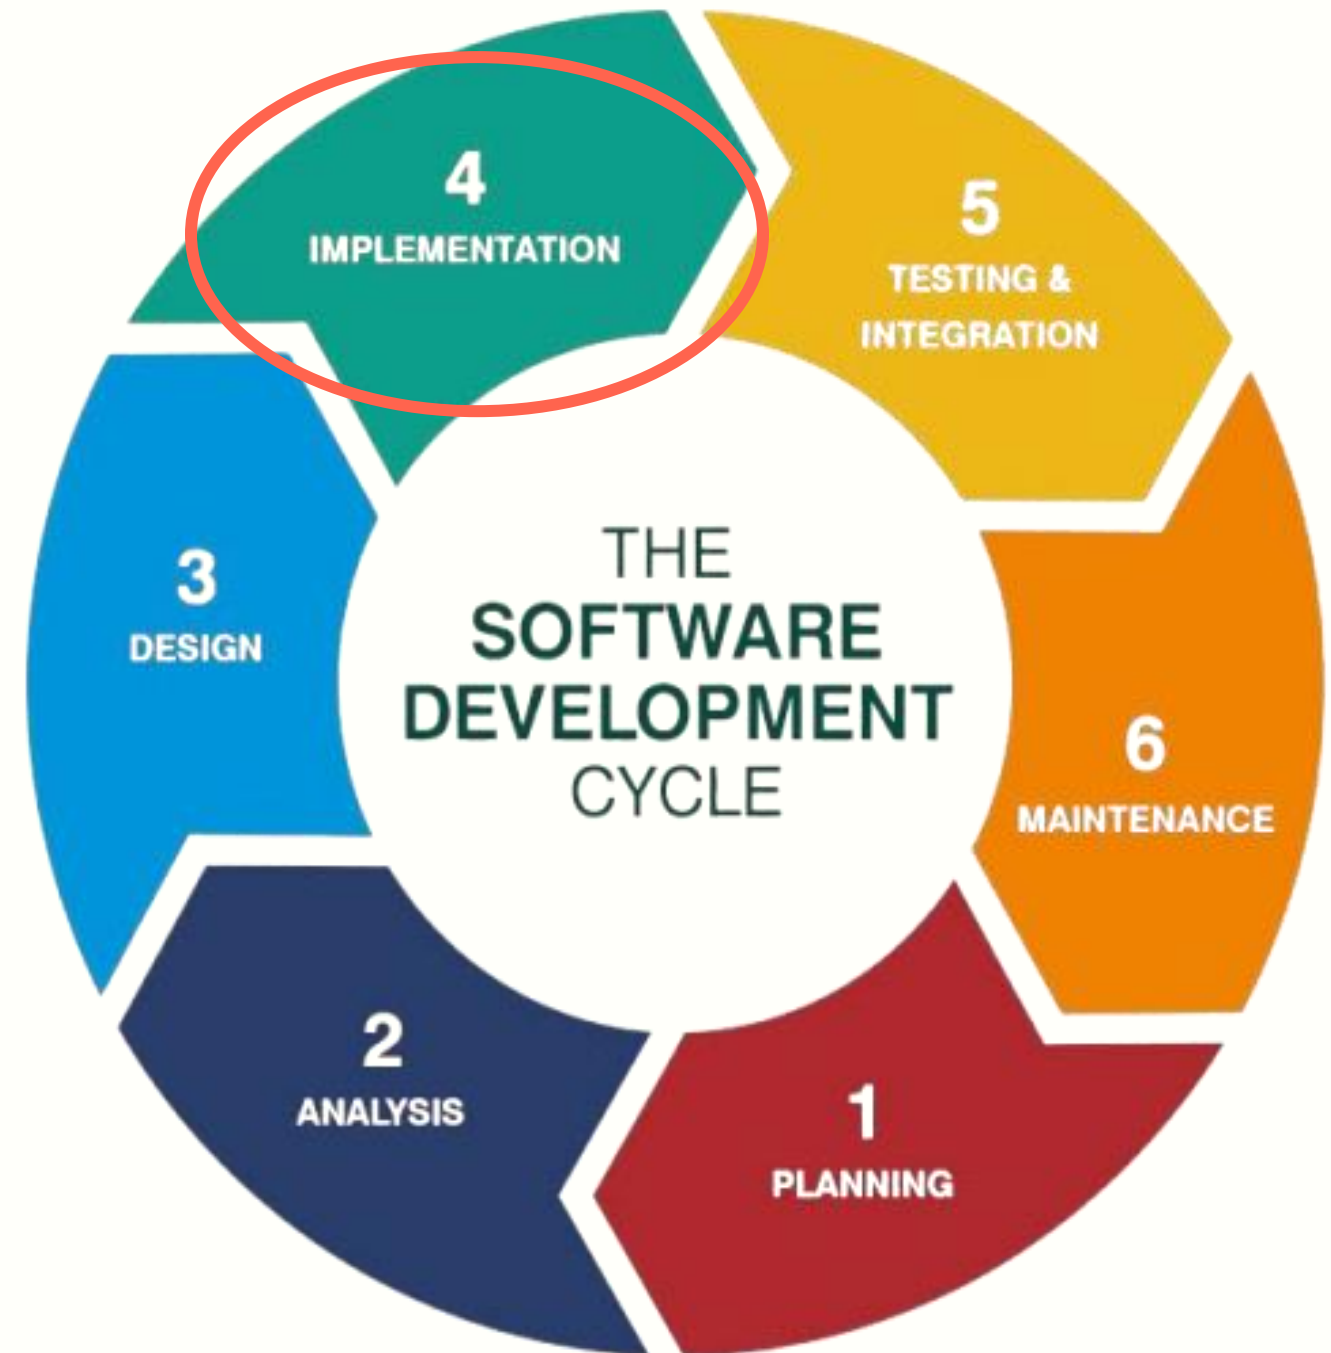 4
IMPLEMENTATION
5
TESTING &
INTEGRATION
3
DESIGN
THE
SOFTWARE
DEVELOPMENT
CYCLE
6
MAINTENANCE
2
ANALYSIS
1
PLANNING